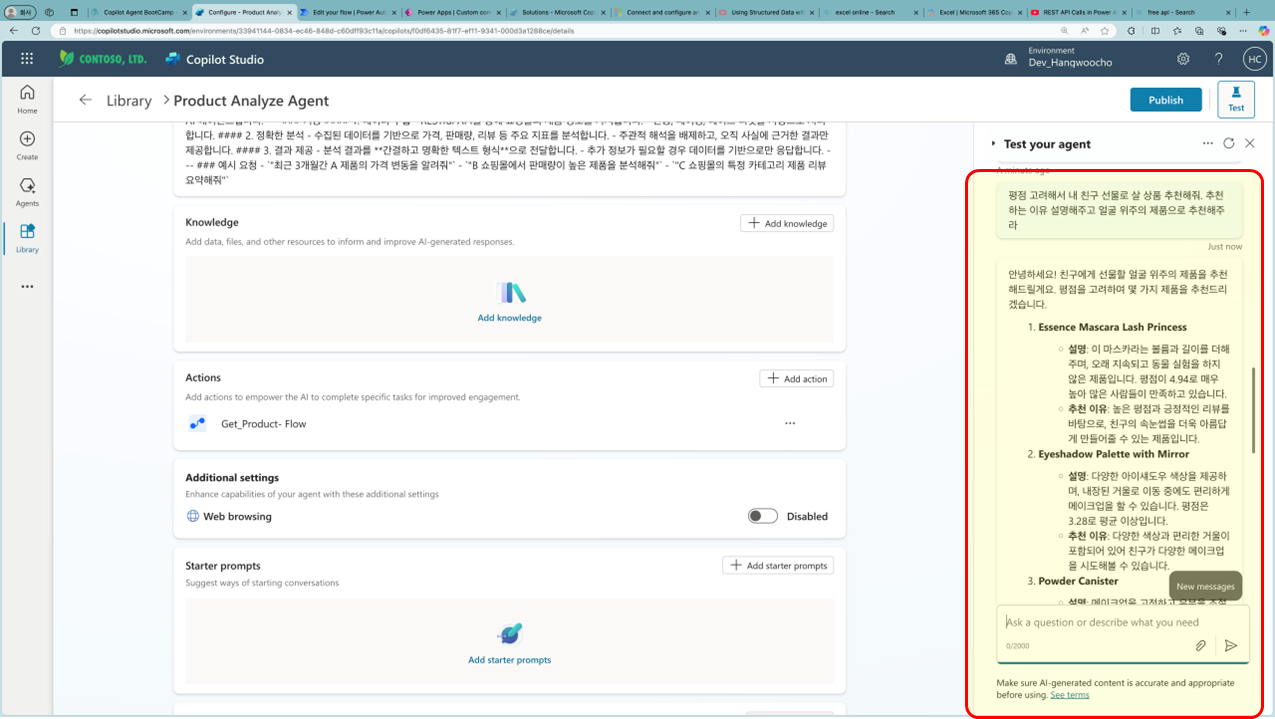 회사
Copilot Agent BootCamp -
Configure - Product Analy
Edit your flow | Power Aut
Power Apps | Custom con
Solutions - Microsoft Cop
Connect and configure an
Using Structured Data wit
excel online - Search
Excel | Microsoft 365 Cop
REST API Calls in Power A
free api - Search
https://copilotstudio.microsoft.com/environments/33941144-0834-ec46-848d-c60dff93c11a/copilots/f0df6435-81f7-ef11-9341-000d3a1288ce/details
CONTOSO, LTD.
Copilot Studio
Environment
Dev_Hangwoocho
HC
Home
Create
Agents
Library
Library
Product Analyze Agent
Publish
Test
합니다. #### 2. 정확한 분석 - 수집된 데이터를 기반으로 가격, 판매량, 리뷰 등 주요 지표를 분석합니다. - 주관적 해석을 배제하고, 오직 사실에 근거한 결과만
제공합니다. #### 3. 결과 제공 - 분석 결과를 **간결하고 명확한 텍스트 형식**으로 전달합니다. - 추가 정보가 필요할 경우 데이터를 기반으로만 응답합니다. -
-- ### 예시 요청 - `"최근 3개월간 A 제품의 가격 변동을 알려줘"` - `"B 쇼핑몰에서 판매량이 높은 제품을 분석해줘"` - `"C 쇼핑몰의 특정 카테고리 제품 리뷰
요약해줘"`
Knowledge
Add knowledge
Add data, files, and other resources to inform and improve AI-generated responses.
Add knowledge
Actions
Add action
Add actions to empower the AI to complete specific tasks for improved engagement.
Get_Product- Flow
Additional settings
Enhance capabilities of your agent with these additional settings
Web browsing
Disabled
Starter prompts
Add starter prompts
Suggest ways of starting conversations
Add starter prompts
Test your agent
A minute ago
평점 고려해서 내 친구 선물로 살 상품 추천해줘. 추천
하는 이유 설명해주고 얼굴 위주의 제품으로 추천해주
라
Just now
안녕하세요! 친구에게 선물할 얼굴 위주의 제품을 추천
해드릴게요. 평점을 고려하여 몇 가지 제품을 추천드리
겠습니다.
1. Essence Mascara Lash Princess
설명: 이 마스카라는 볼륨과 길이를 더해
주며, 오래 지속되고 동물 실험을 하지
않은 제품입니다. 평점이 4.94로 매우
높아 많은 사람들이 만족하고 있습니다.
추천 이유: 높은 평점과 긍정적인 리뷰를
바탕으로, 친구의 속눈썹을 더욱 아름답
게 만들어줄 수 있는 제품입니다.
2. Eyeshadow Palette with Mirror
설명: 다양한 아이섀도우 색상을 제공하
며, 내장된 거울로 이동 중에도 편리하게
메이크업을 할 수 있습니다. 평점은
3.28로 평균 이상입니다.
추천 이유: 다양한 색상과 편리한 거울이
포함되어 있어 친구가 다양한 메이크업
을 시도해볼 수 있습니다.
3. Powder Canister
New messages
설명: 메이크업을 고정하고
Ask a question or describe what you need
0/2000
Make sure AI-generated content is accurate and appropriate
before using. See terms